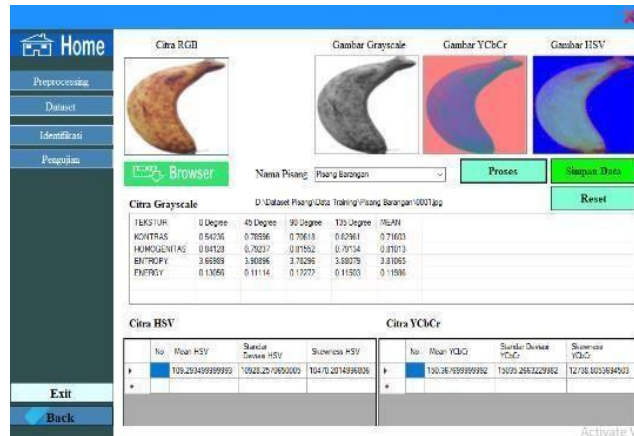 Home
Preprocessing
Dataset
Identifikasi
Pengujian
Exit
Back
Citra RGB
Gambar Grayscale
Gambar YCbCr
Gambar HSV
Browser
Nama Pisang
Pisang Barangan
Proses
Simpan Data
Reset
Citra Grayscale
D:\Dataset Pisang\Data Training\Pisang Barangan\0001.jpg
TEKSTUR 0 Degree 45 Degree 90 Degree 135 Degree MEAN
KONTRAS 0.54236 0.78596 0.70618 0.82961 0.71603
HOMOGENITAS 0.84128 0.79237 0.81552 0.79134 0.81013
ENTROPY 3.66989 3.90896 3.78296 3.88079 3.81065
ENERGY 0.13056 0.11114 0.12272 0.11503 0.11986
Citra HSV
No Mean HSV Standar Deviasi HSV Skewness HSV
109.293499999993 10928.2570650005 10470.2014996806
Citra YCbCr
No Mean YCbCr Standar Deviasi YCbCr Skewness YCbCr
150.367699999992 15035.2663229982 12738.8053694503
Activate